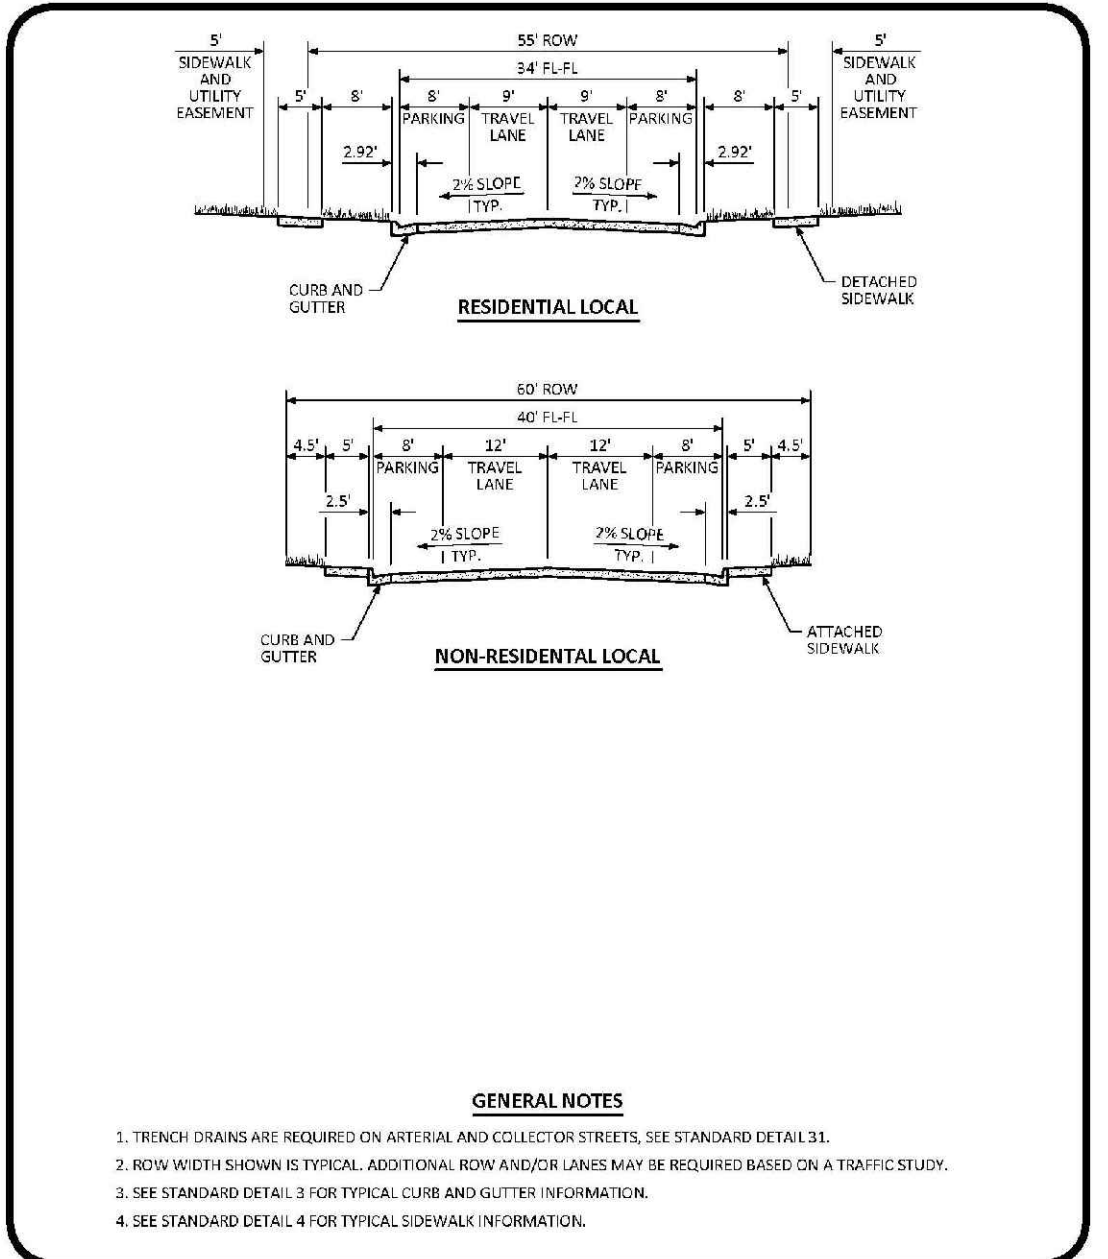 5' 55' ROW 5'
SIDEWALK AND UTILITY EASEMENT
34' FL-FL
SIDEWALK AND UTILITY EASEMENT
5' 8' 8' 9' 9' 8' 8' 5'
PARKING TRAVEL LANE TRAVEL LANE PARKING
2.92' 2.92'
2% SLOPE 2% SLOPE
TYP. TYP.
CURB AND
GUTTER
DETACHED
SIDEWALK
RESIDENTIAL LOCAL
60' ROW
40' FL-FL
4.5' 5' 8' 12' 12' 8' 5' 4.5'
PARKING TRAVEL LANE TRAVEL LANE PARKING
2.5' 2.5'
2% SLOPE 2% SLOPE
TYP. TYP.
CURB AND
GUTTER
ATTACHED
SIDEWALK
NON-RESIDENTAL LOCAL
GENERAL NOTES
1. TRENCH DRAINS ARE REQUIRED ON ARTERIAL AND COLLECTOR STREETS, SEE STANDARD DETAIL 31.
2. ROW WIDTH SHOWN IS TYPICAL. ADDITIONAL ROW AND/OR LANES MAY BE REQUIRED BASED ON A TRAFFIC STUDY.
3. SEE STANDARD DETAIL 3 FOR TYPICAL CURB AND GUTTER INFORMATION.
4. SEE STANDARD DETAIL 4 FOR TYPICAL SIDEWALK INFORMATION.